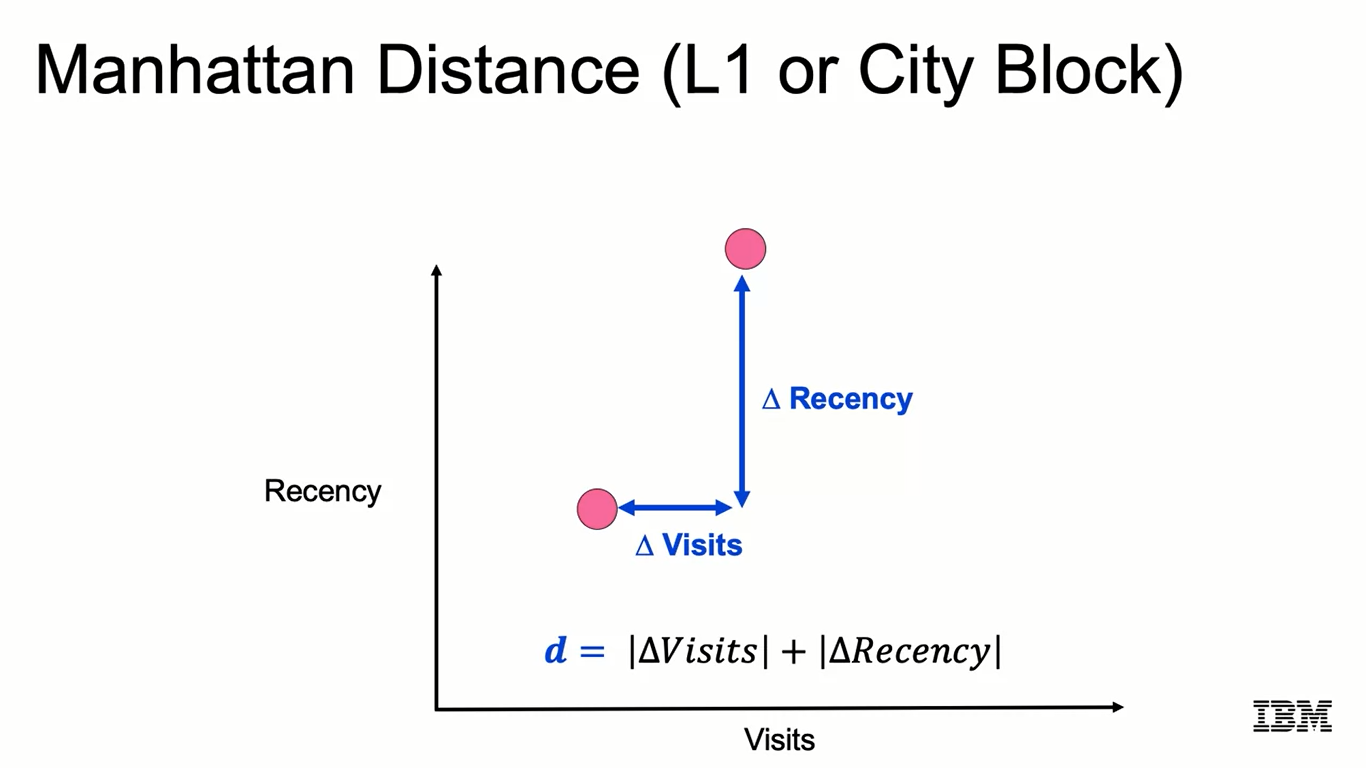 Manhattan Distance (L1 or City Block)
Δ Recency
Recency
Δ Visits
d = |ΔVisits| + |ΔRecency|
Visits
IBM